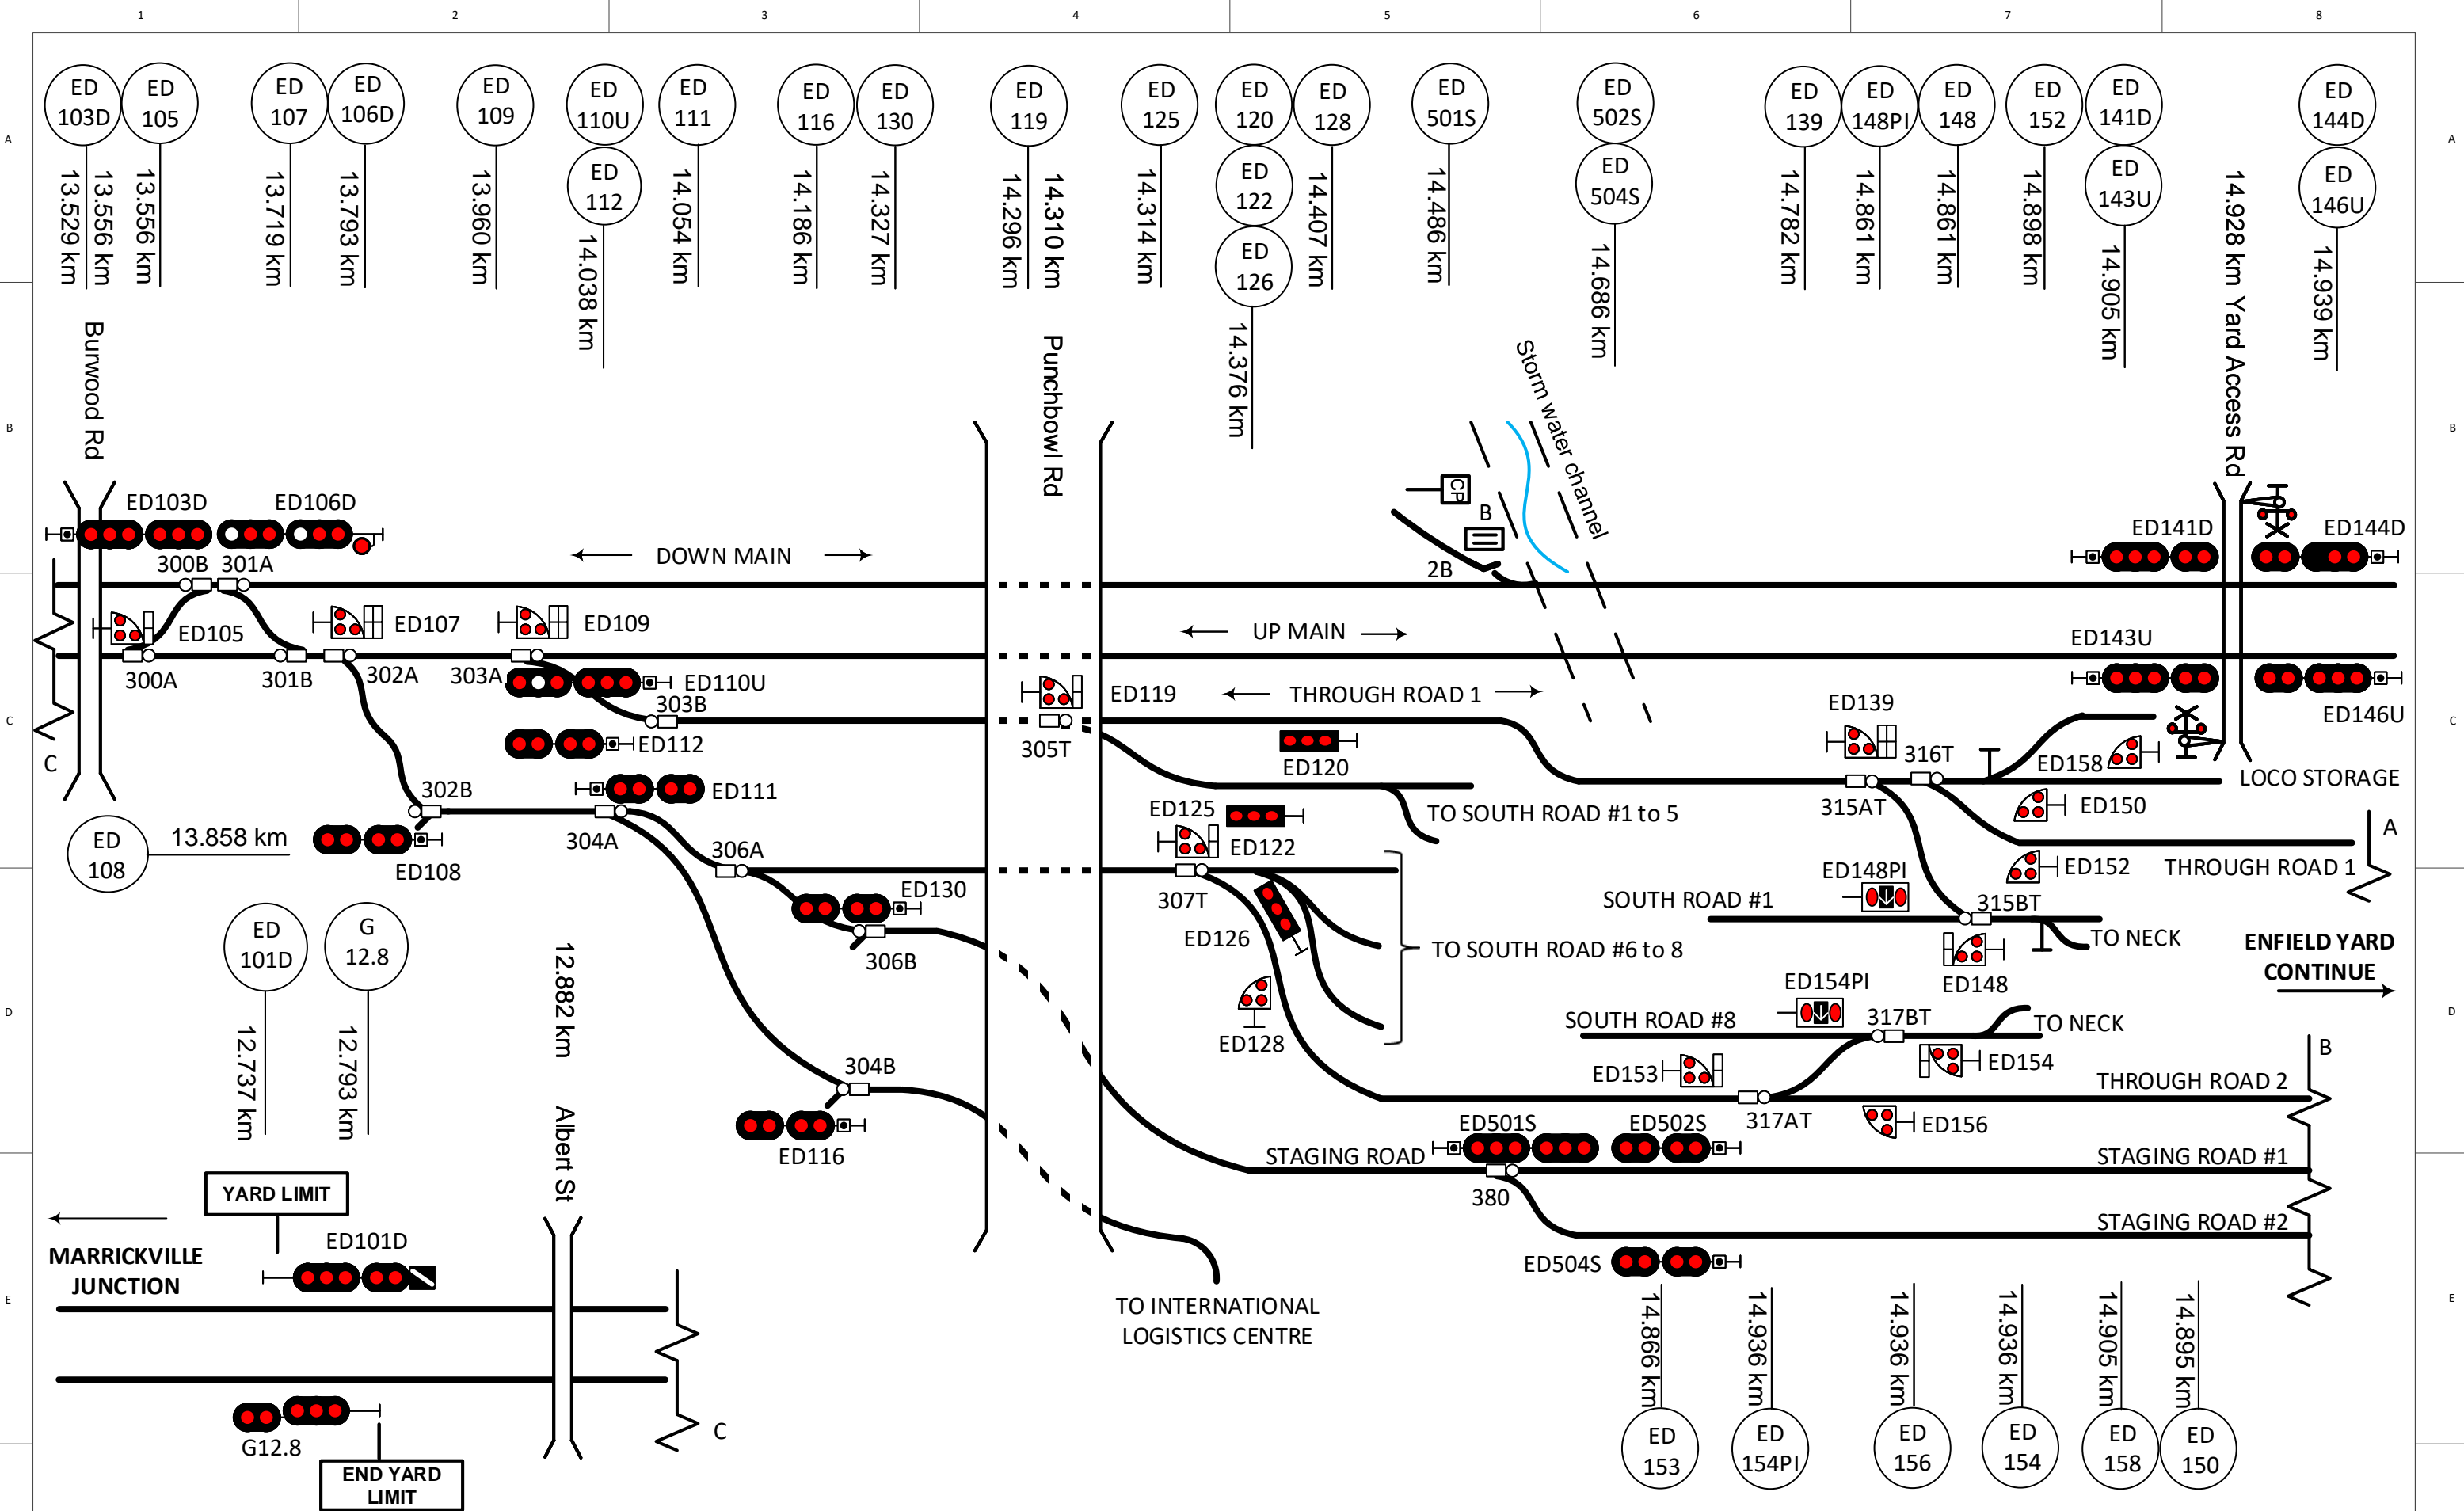 1 2 3 4 5 6 7 8
A
A
ED 103D
ED 105
ED 107
ED 106D
ED 109
ED 110U
ED 112
ED 111
ED 116
ED 130
ED 119
ED 125
ED 120
ED 122
ED 126
ED 128
ED 501S
ED 502S
ED 504S
ED 139
ED 148PI
ED 148
ED 152
ED 141D
ED 143U
ED 144D
ED 146U
13.529 km
13.556 km
13.556 km
13.719 km
13.793 km
13.960 km
14.038 km
14.054 km
14.186 km
14.327 km
14.296 km
14.310 km
14.314 km
14.376 km
14.407 km
14.486 km
14.686 km
14.782 km
14.861 km
14.861 km
14.898 km
14.905 km
14.928 km Yard Access Rd
14.939 km
B
B
Burwood Rd
Punchbowl Rd
Storm water channel
CP
B
2B
ED103D
ED106D
300B
301A
DOWN MAIN
ED141D
ED144D
ED105
ED107
ED109
UP MAIN
ED143U
300A
301B
302A
303A
ED110U
303B
ED119
THROUGH ROAD 1
ED139
ED146U
C
C
C
ED112
305T
ED120
316T
ED158
LOCO STORAGE
302B
ED111
ED125
TO SOUTH ROAD #1 to 5
315AT
ED150
A
ED 108
13.858 km
ED108
304A
306A
ED122
ED148PI
ED152
THROUGH ROAD 1
ED130
307T
SOUTH ROAD #1
315BT
ED 101D
G 12.8
306B
ED126
TO SOUTH ROAD #6 to 8
TO NECK
ENFIELD YARD
CONTINUE
ED148
D
D
12.737 km
12.793 km
12.882 km Albert St
ED128
ED154PI
SOUTH ROAD #8
317BT
TO NECK
304B
ED153
ED154
B
THROUGH ROAD 2
ED116
ED501S
ED502S
317AT
ED156
STAGING ROAD
STAGING ROAD #1
YARD LIMIT
380
STAGING ROAD #2
MARRICKVILLE
JUNCTION
ED101D
ED504S
E
E
TO INTERNATIONAL
LOGISTICS CENTRE
14.866 km
14.936 km
14.936 km
14.936 km
14.905 km
14.895 km
G12.8
C
ED 153
ED 154PI
ED 156
ED 154
ED 158
ED 150
END YARD
LIMIT